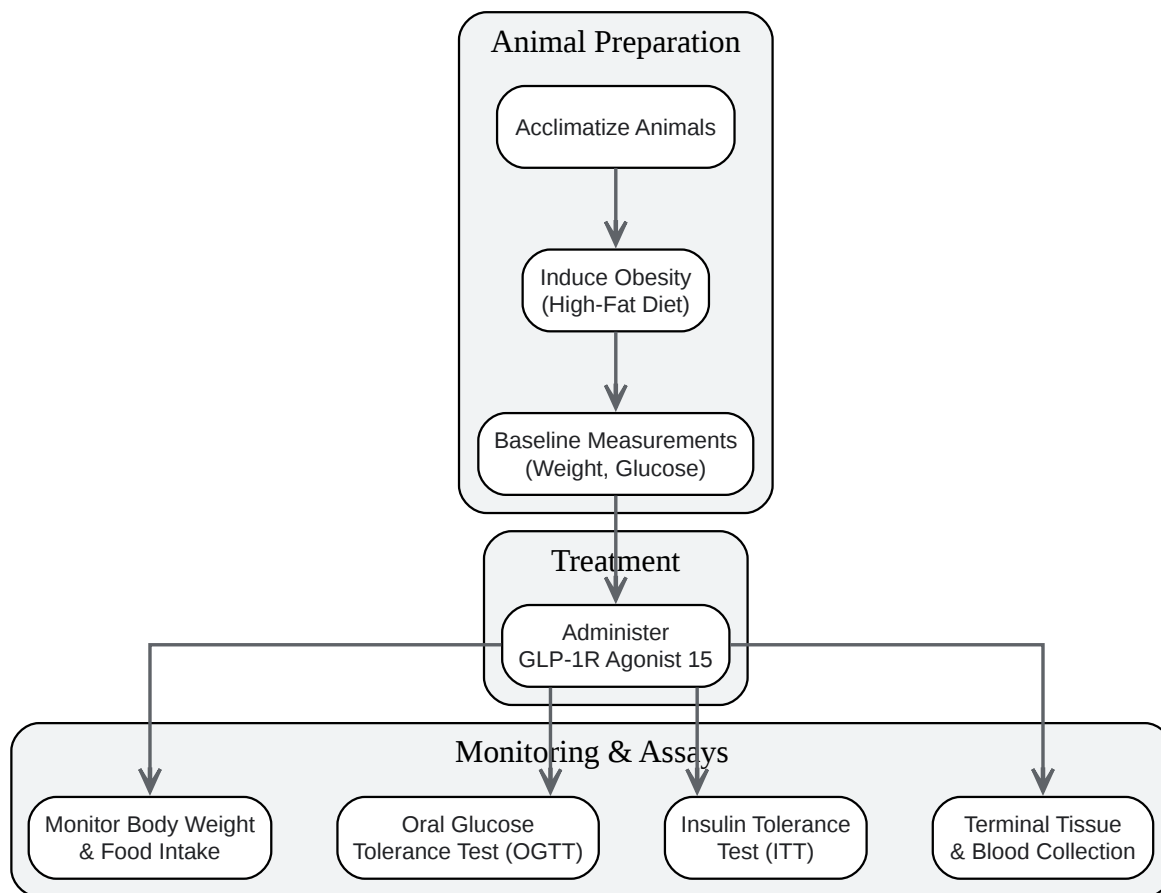 Animal Preparation
Acclimatize Animals
Induce Obesity
(High-Fat Diet)
Baseline Measurements
(Weight, Glucose)
Treatment
Administer
GLP-1R Agonist 15
Monitoring & Assays
Monitor Body Weight
& Food Intake
Oral Glucose
Tolerance Test (OGTT)
Insulin Tolerance
Test (ITT)
Terminal Tissue
& Blood Collection